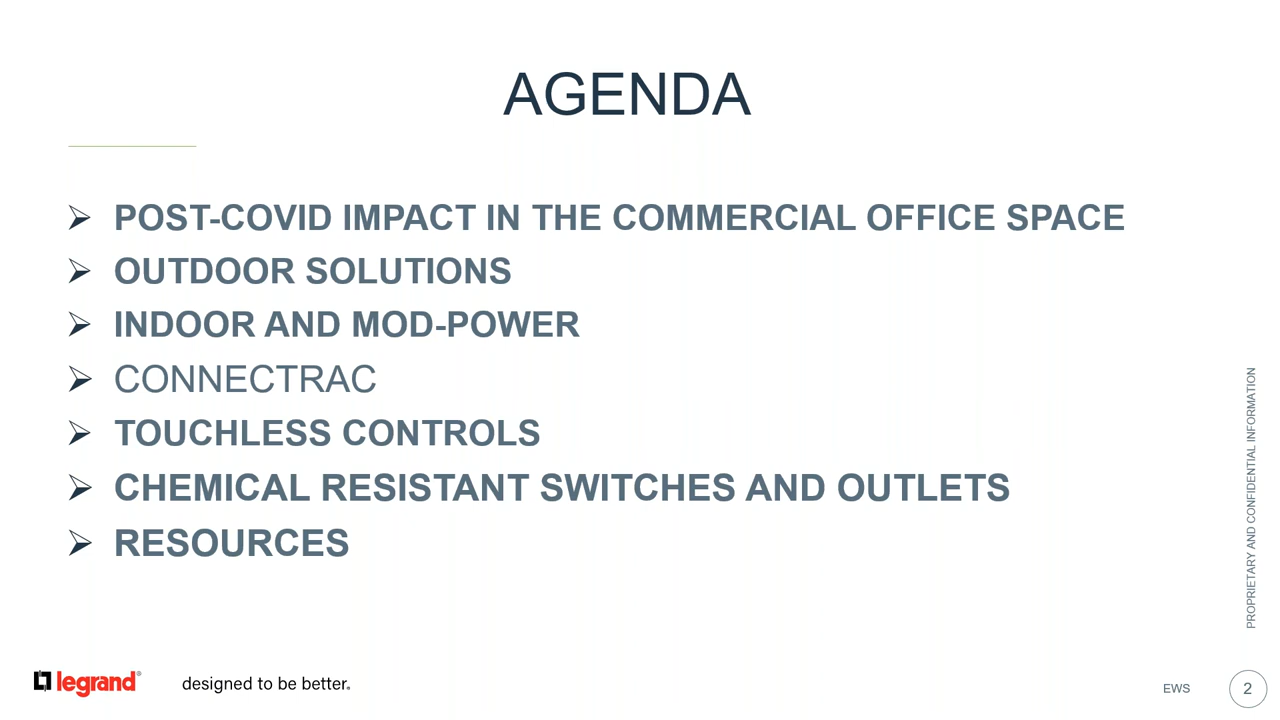 AGENDA
POST-COVID IMPACT IN THE COMMERCIAL OFFICE SPACE
OUTDOOR SOLUTIONS
INDOOR AND MOD-POWER
CONNECTRAC
TOUCHLESS CONTROLS
CHEMICAL RESISTANT SWITCHES AND OUTLETS
RESOURCES
PROPRIETARY AND CONFIDENTIAL INFORMATION
legrand®
designed to be better.
EWS
2